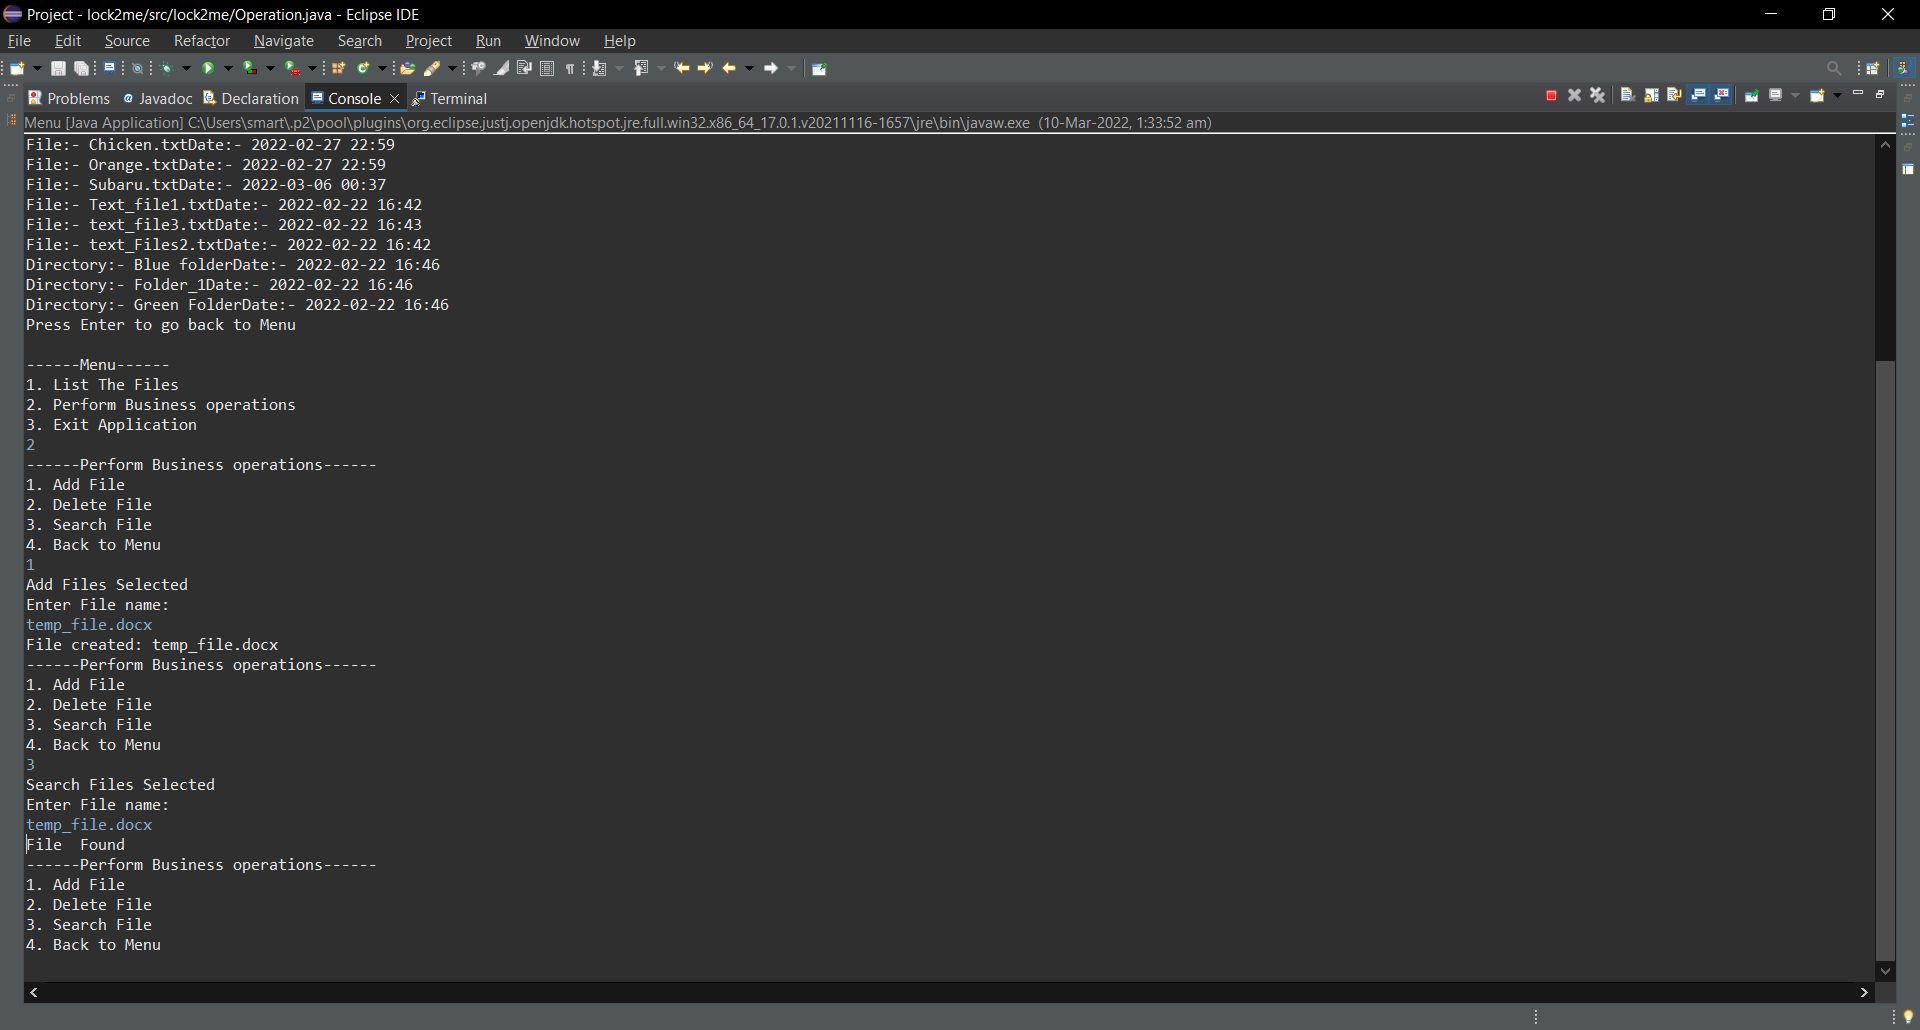 Project - lock2me/src/lock2me/Operation.java - Eclipse IDE
File Edit Source Refactor Navigate Search Project Run Window Help
Problems @ Javadoc Declaration Console Terminal
Menu [Java Application] C:\Users\smart\.p2\pool\plugins\org.eclipse.justj.openjdk.hotspot.jre.full.win32.x86_64_17.0.1.v20211116-1657\jre\bin\javaw.exe (10-Mar-2022, 1:33:52 am)
File:- Chicken.txtDate:- 2022-02-27 22:59
File:- Orange.txtDate:- 2022-02-27 22:59
File:- Subaru.txtDate:- 2022-03-06 00:37
File:- Text_file1.txtDate:- 2022-02-22 16:42
File:- text_file3.txtDate:- 2022-02-22 16:43
File:- text_Files2.txtDate:- 2022-02-22 16:42
Directory:- Blue folderDate:- 2022-02-22 16:46
Directory:- Folder_1Date:- 2022-02-22 16:46
Directory:- Green FolderDate:- 2022-02-22 16:46
Press Enter to go back to Menu
------Menu------
1. List The Files
2. Perform Business operations
3. Exit Application
2
------Perform Business operations------
1. Add File
2. Delete File
3. Search File
4. Back to Menu
1
Add Files Selected
Enter File name:
temp_file.docx
File created: temp_file.docx
------Perform Business operations------
1. Add File
2. Delete File
3. Search File
4. Back to Menu
3
Search Files Selected
Enter File name:
temp_file.docx
File  Found
------Perform Business operations------
1. Add File
2. Delete File
3. Search File
4. Back to Menu